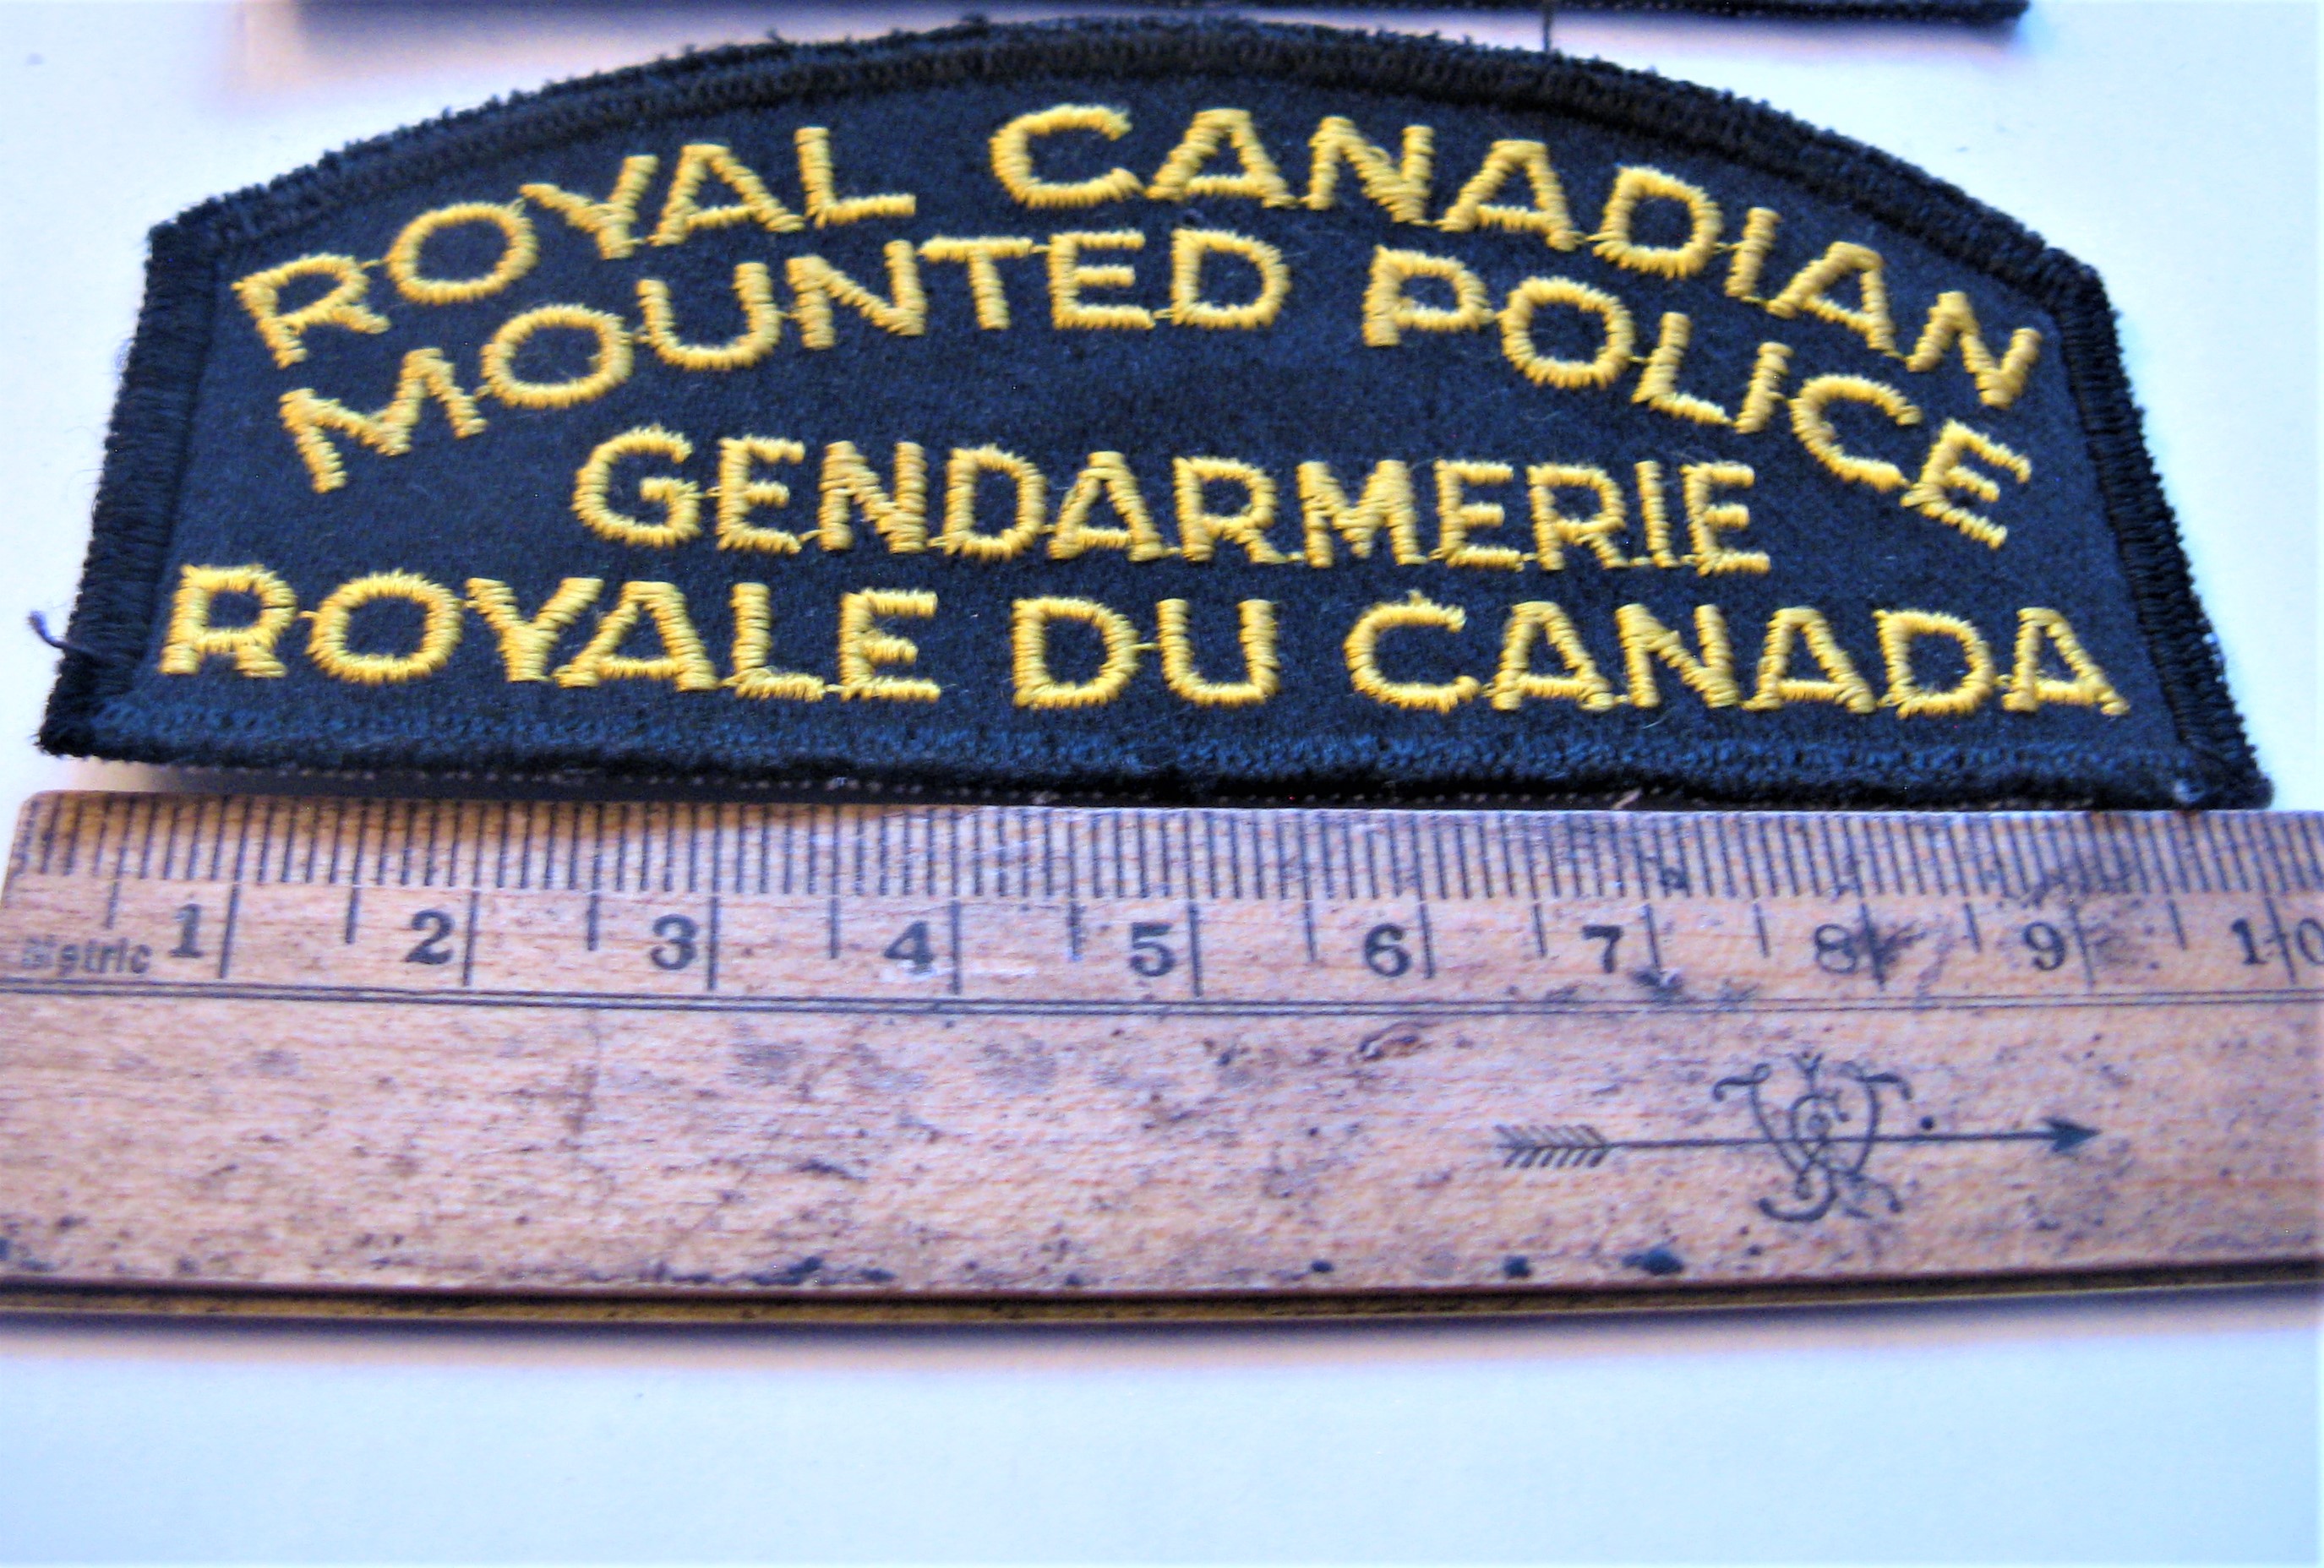 ROYAL CANADIAN
MOUNTED POLICE
GENDARMERIE
ROYALE DU CANADA
1 2 3 4 5 6 7 8 9 10
Metric